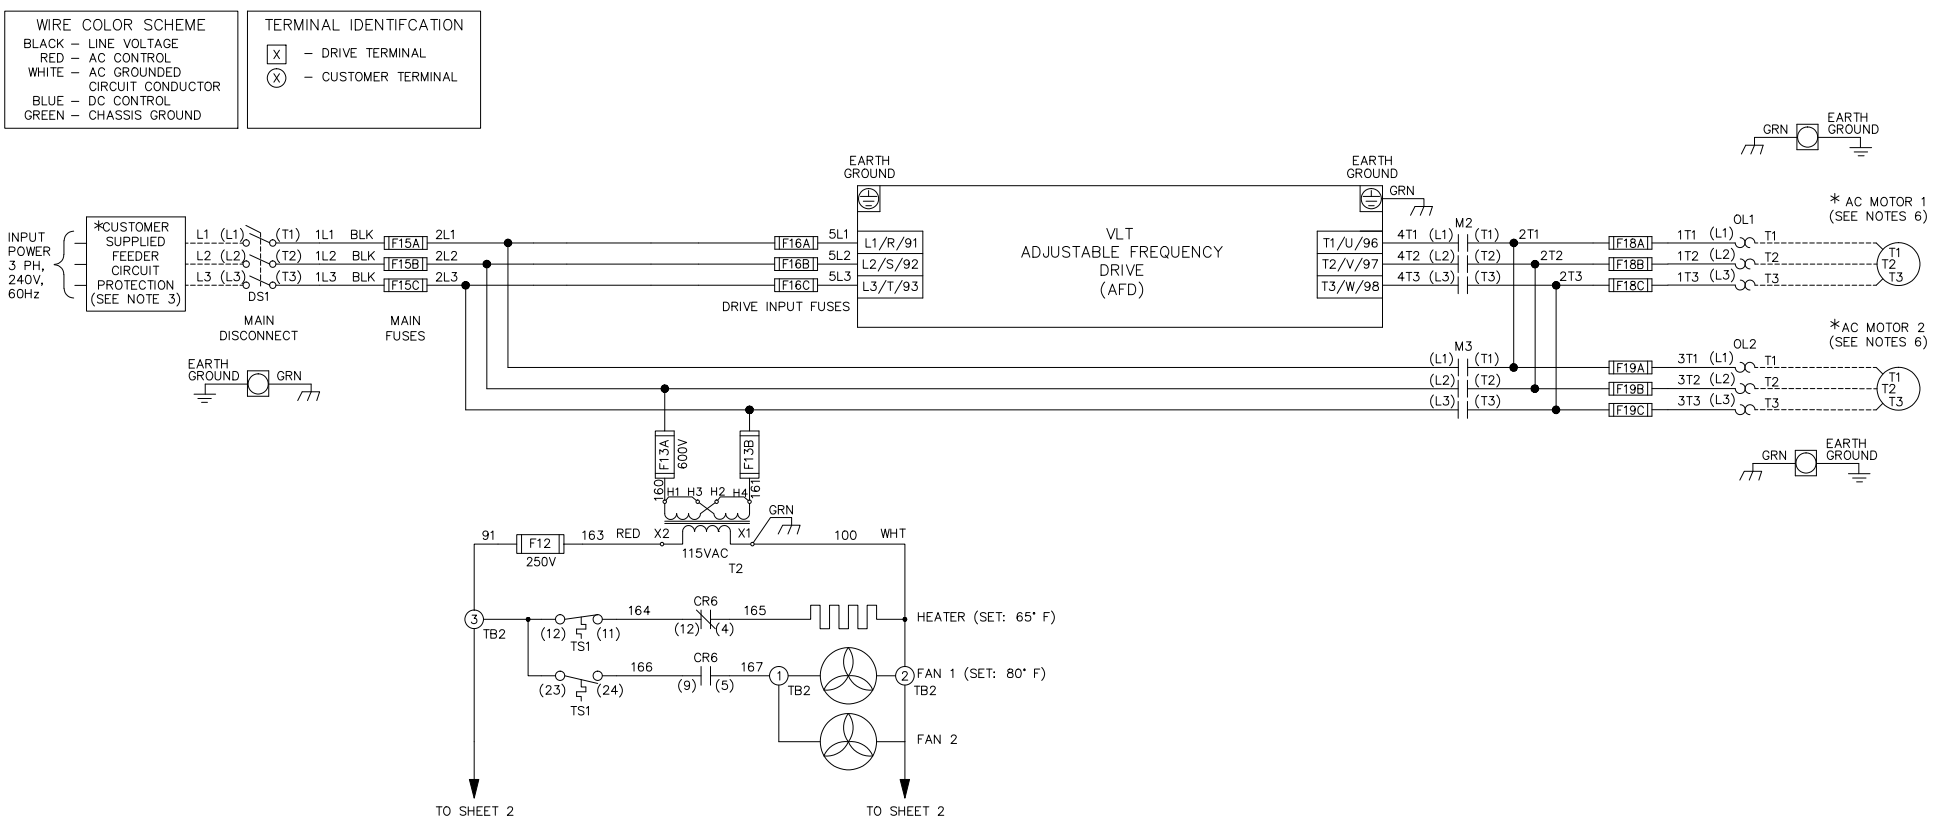 WIRE COLOR SCHEME
BLACK – LINE VOLTAGE
RED – AC CONTROL
WHITE – AC GROUNDED
CIRCUIT CONDUCTOR
BLUE – DC CONTROL
GREEN – CHASSIS GROUND
TERMINAL IDENTIFCATION
X – DRIVE TERMINAL
X – CUSTOMER TERMINAL
GRN
EARTH
GROUND
INPUT
POWER
3 PH,
240V,
60Hz
*CUSTOMER
SUPPLIED
FEEDER
CIRCUIT
PROTECTION
(SEE NOTE 3)
L1 (L1) (T1) 1L1 BLK F15A 2L1
L2 (L2) (T2) 1L2 BLK F15B 2L2
L3 (L3) (T3) 1L3 BLK F15C 2L3
DS1
MAIN
DISCONNECT
MAIN
FUSES
EARTH
GROUND
GRN
F16A 5L1 L1/R/91
F16B 5L2 L2/S/92
F16C 5L3 L3/T/93
DRIVE INPUT FUSES
EARTH
GROUND
VLT
ADJUSTABLE FREQUENCY
DRIVE
(AFD)
EARTH
GROUND
GRN
M2
T1/U/96 4T1 (L1) (T1) 2T1 F18A 1T1 (L1) T1
T2/V/97 4T2 (L2) (T2) 2T2 F18B 1T2 (L2) T2
T3/W/98 4T3 (L3) (T3) 2T3 F18C 1T3 (L3) T3
OL1
* AC MOTOR 1
(SEE NOTES 6)
T1
T2
T3
M3
(L1) (T1) F19A 3T1 (L1) T1
(L2) (T2) F19B 3T2 (L2) T2
(L3) (T3) F19C 3T3 (L3) T3
OL2
*AC MOTOR 2
(SEE NOTES 6)
T1
T2
T3
GRN
EARTH
GROUND
F13A
600V
F13B
160
H1 H3 H2 H4
161
GRN
91 F12 163 RED X2 X1 100 WHT
250V
115VAC
T2
3
TB2
(12) (11)
TS1
164
CR6
(12) (4)
165
HEATER (SET: 65° F)
(23) (24)
TS1
166
CR6
(9) (5)
167
1
TB2
2
TB2
FAN 1 (SET: 80° F)
FAN 2
TO SHEET 2
TO SHEET 2